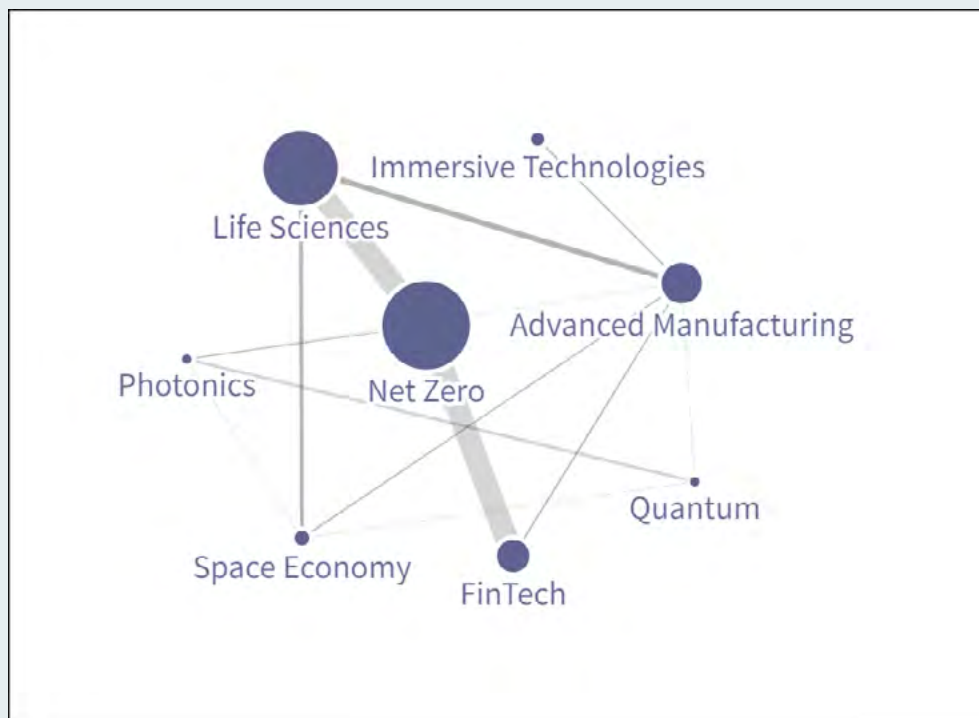 Immersive Technologies
Life Sciences
Advanced Manufacturing
Photonics
Net Zero
Quantum
Space Economy
FinTech